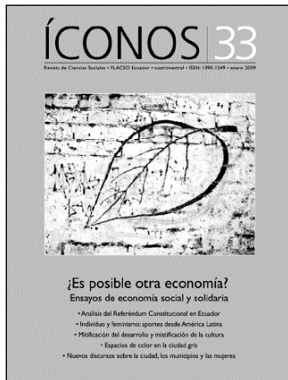 ÍCONOS 33
Revista de Ciencias Sociales • FLACSO Ecuador • cuatrimestral • ISSN: 1390-1249 • enero 2009
¿Es posible otra economía?
Ensayos de economía social y solidaria
• Análisis del Referéndum Constitucional en Ecuador
• Individuo y feminismo: aportes desde América Latina
• Mitificación del desarrollo y mistificación de la cultura
• Espacios de color en la ciudad gris
• Nuevos discursos sobre la ciudad, los municipios y las mujeres